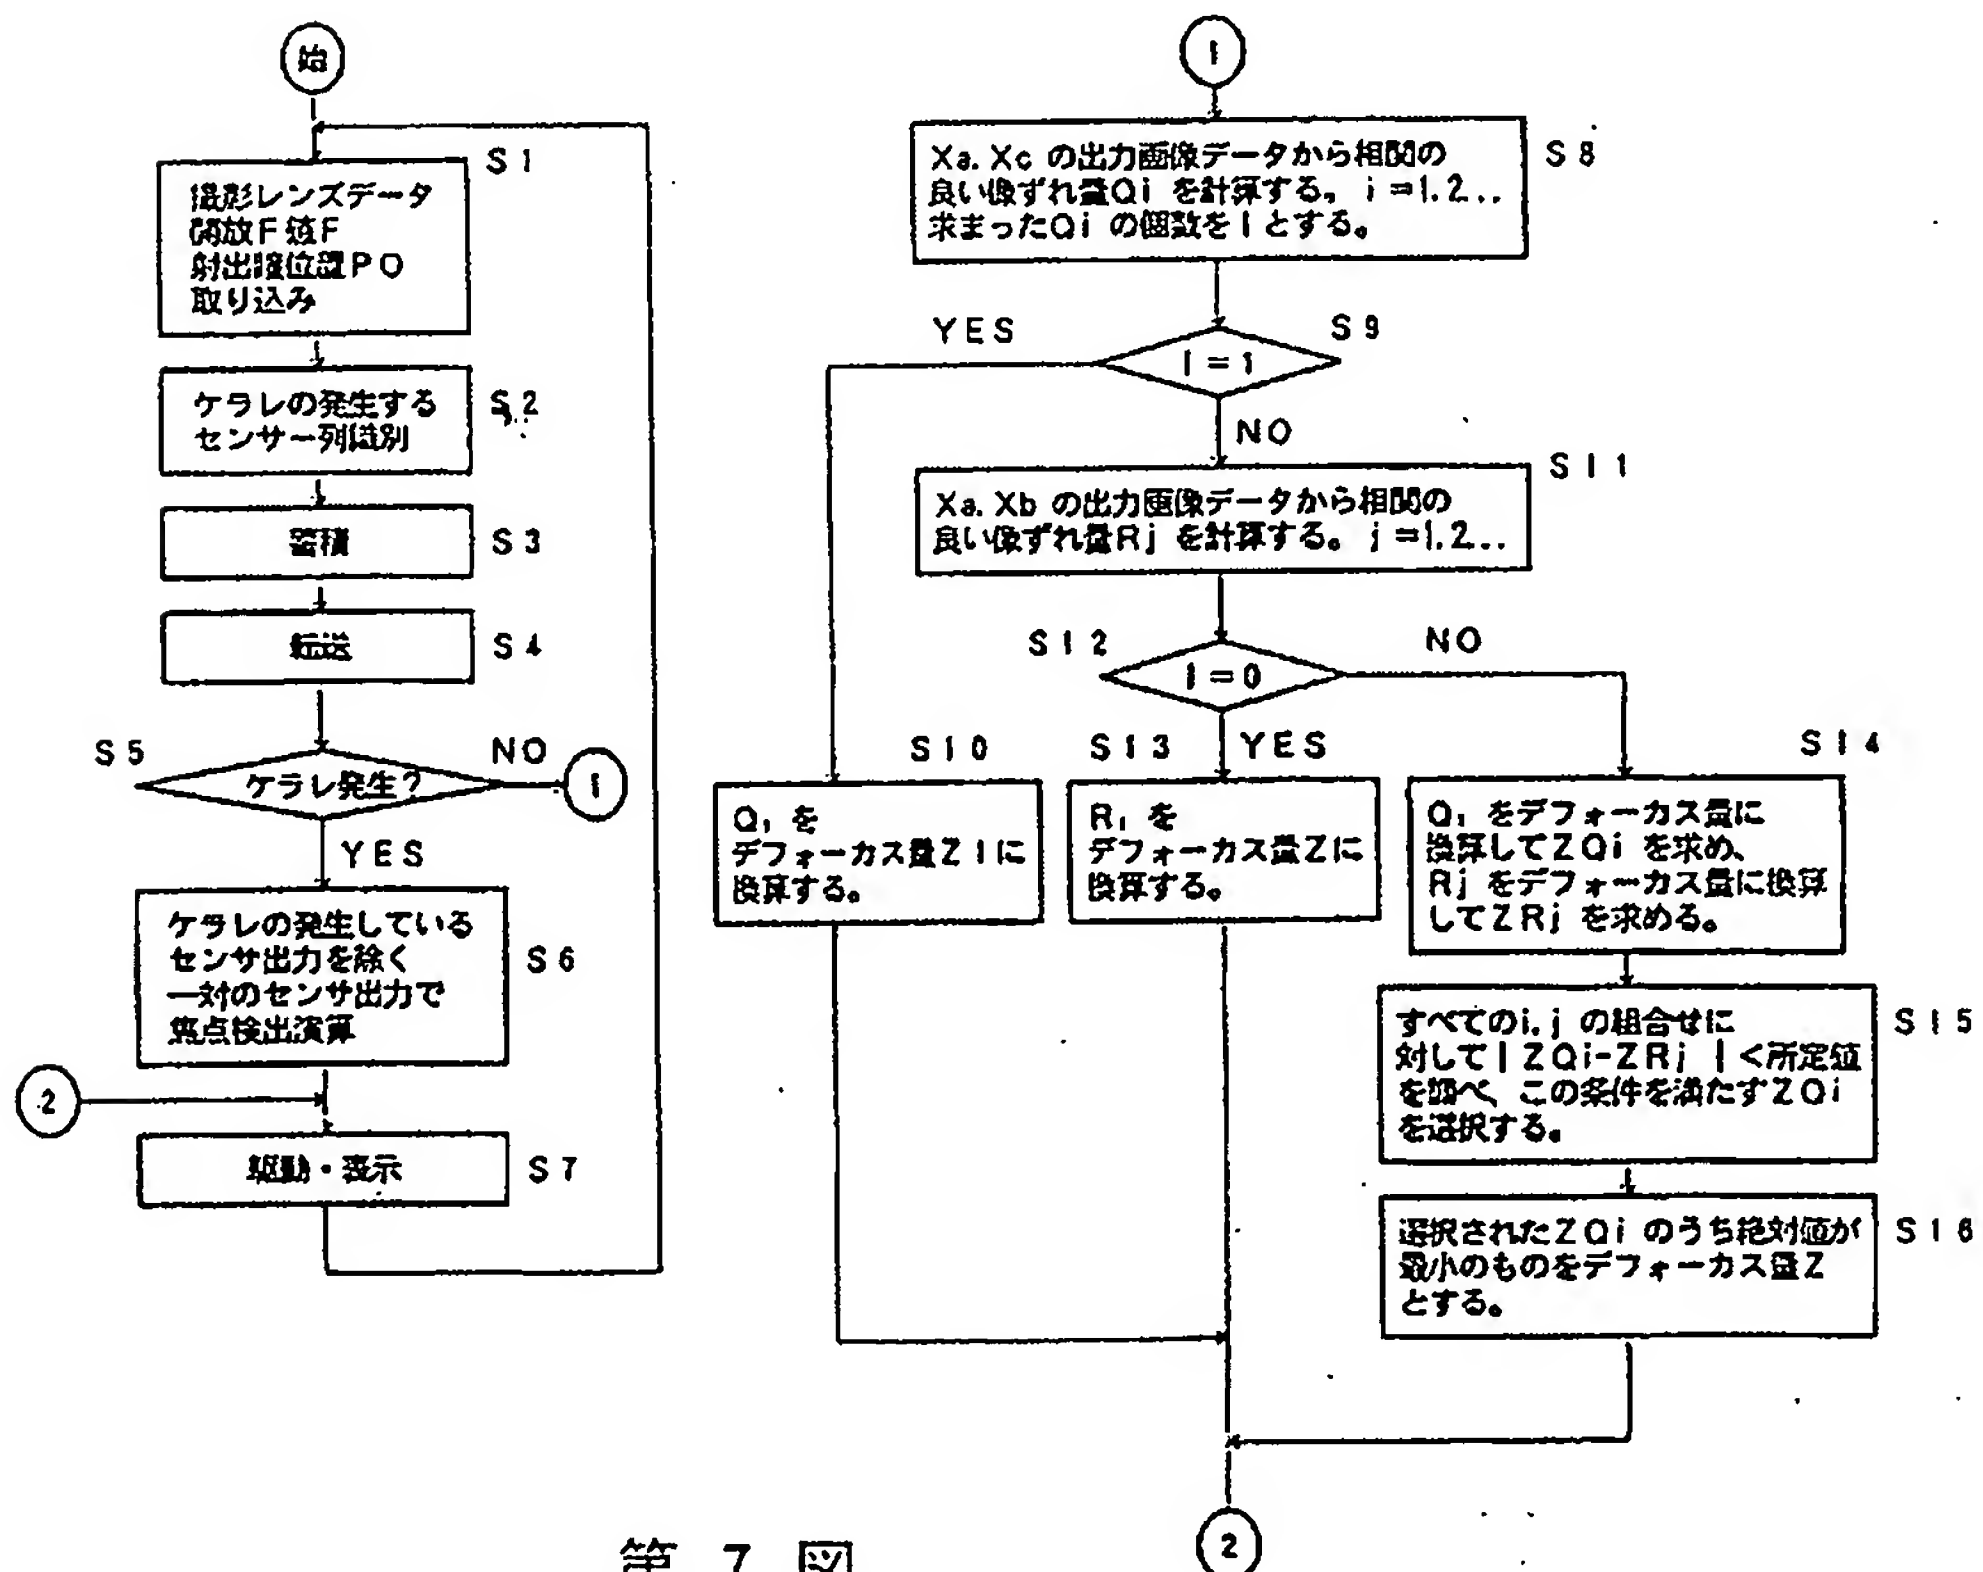 始
S1
撮影レンズデータ
開放F値F
射出瞳位置PO
取り込み
S2
ケラレの発生する
センサー列識別
蓄積
S3
転送
S4
S5
ケラレ発生?
NO
1
YES
ケラレの発生している
センサ出力を除く
一対のセンサ出力で
焦点検出演算
S6
2
駆動・表示
S7
1
Xa.Xc の出力画像データから相関の
良い像ずれ量Qi を計算する。i=1.2..
求まったQi の個数をIとする。
S8
YES
I=1
S9
NO
S11
Xa.Xb の出力画像データから相関の
良い像ずれ量Rj を計算する。j=1.2..
S12
I=0
NO
S10
S13
YES
S14
Q₁ を
デフォーカス量Z1に
換算する。
R₁ を
デフォーカス量Zに
換算する。
Q₁ をデフォーカス量に
換算してZQi を求め、
Rj をデフォーカス量に換算
してZRj を求める。
すべてのi.j の組合せに
対して|ZQi-ZRj|<所定値
を調べ、この条件を満たすZQi
を選択する。
S15
選択されたZQi のうち絶対値が
最小のものをデフォーカス量Z
とする。
S16
2
第 7 図